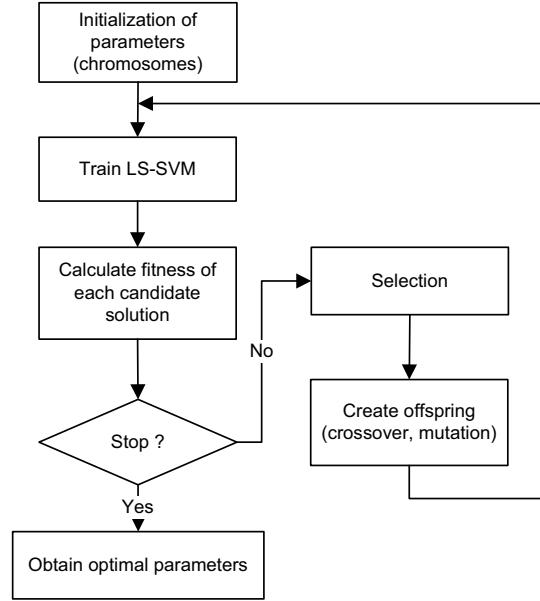 Initialization of
parameters
(chromosomes)
Train LS-SVM
Calculate fitness of
each candidate
solution
Selection
No
Create offspring
(crossover, mutation)
Stop ?
Yes
Obtain optimal parameters